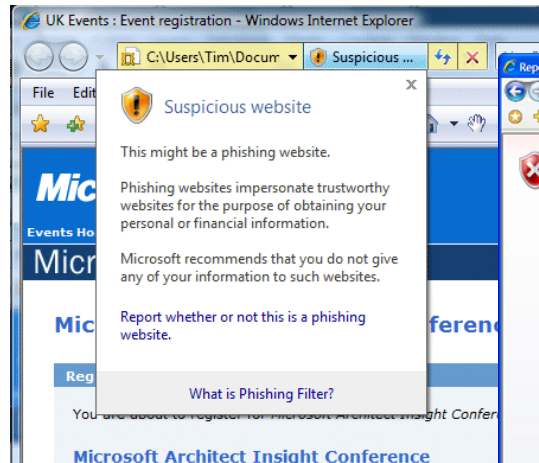 UK Events : Event registration - Windows Internet Explorer
C:\Users\Tim\Docum
Suspicious ...
Rep
File Edit
Suspicious website
This might be a phishing website.
Phishing websites impersonate trustworthy
websites for the purpose of obtaining your
personal or financial information.
Microsoft recommends that you do not give
any of your information to such websites.
Report whether or not this is a phishing
website.
What is Phishing Filter?
Mic
Events Ho
Micr
Mic ferenc
Reg
You are about to register for Microsoft Architect Insight Confer
Microsoft Architect Insight Conference